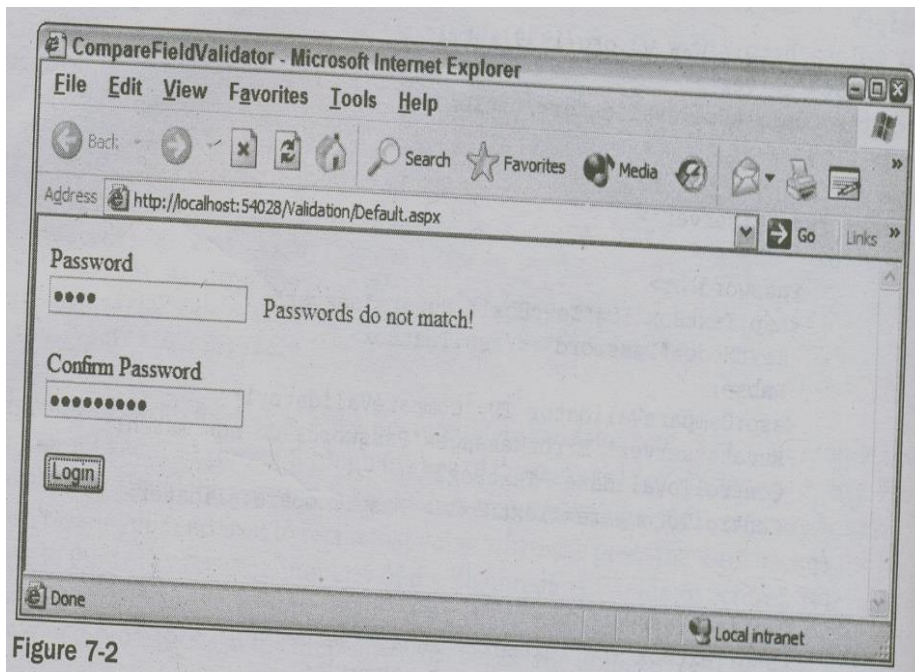 CompareFieldValidator - Microsoft Internet Explorer
File Edit View Favorites Tools Help
Back Search Favorites Media »
Address http://localhost:54028/Validation/Default.aspx Go Links »
Password
•••• Passwords do not match!
Confirm Password
•••••••••
Login
Done Local intranet
Figure 7-2